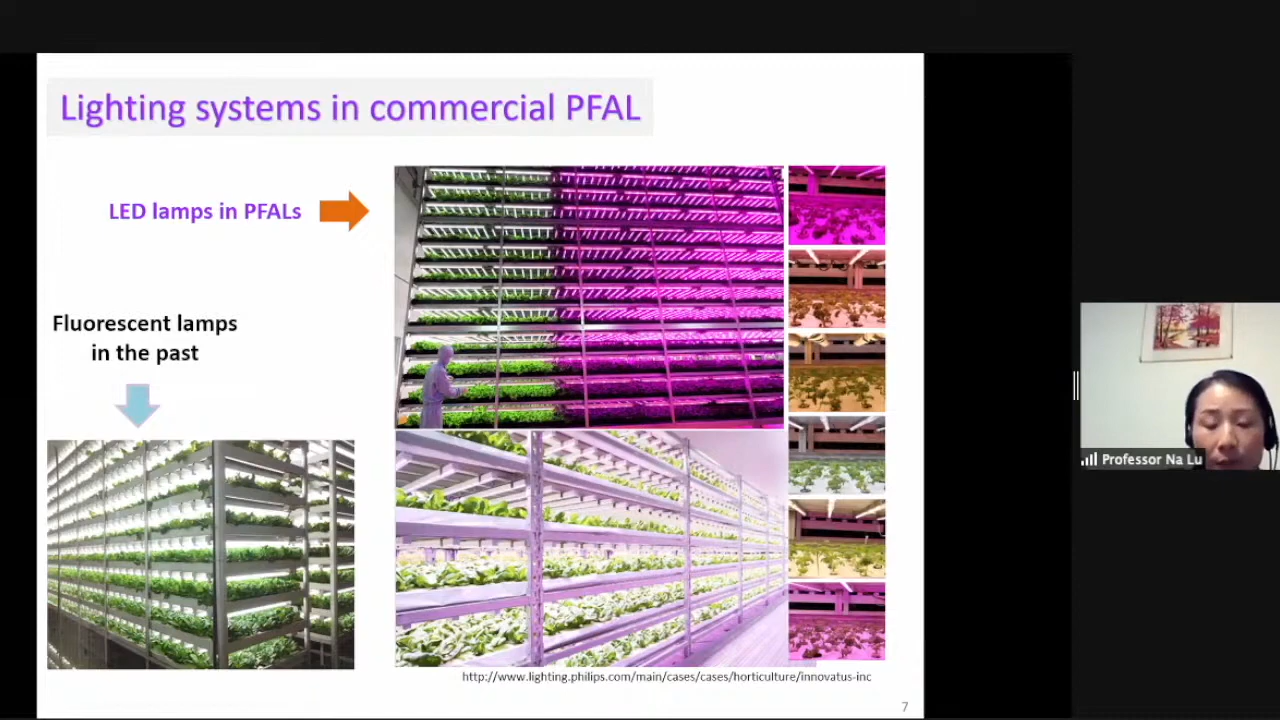 Lighting systems in commercial PFAL
LED lamps in PFALs
Fluorescent lamps
in the past
http://www.lighting.philips.com/main/cases/cases/horticulture/innovatus-inc
7
Professor Na Lu